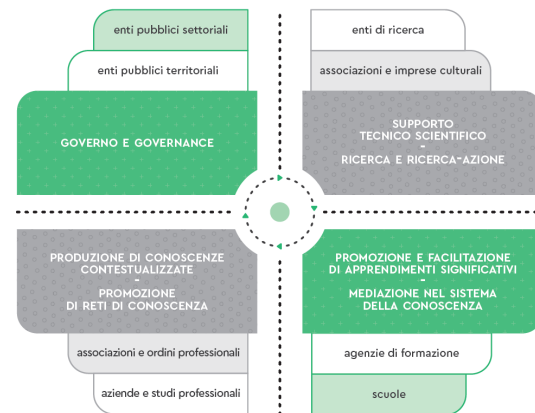 enti pubblici settoriali
enti pubblici territoriali
GOVERNO E GOVERNANCE
enti di ricerca
associazioni e imprese culturali
SUPPORTO
TECNICO SCIENTIFICO
-
RICERCA E RICERCA-AZIONE
PRODUZIONE DI CONOSCENZE
CONTESTUALIZZATE
-
PROMOZIONE
DI RETI DI CONOSCENZA
associazioni e ordini professionali
aziende e studi professionali
PROMOZIONE E FACILITAZIONE
DI APPRENDIMENTI SIGNIFICATIVI
-
MEDIAZIONE NEL SISTEMA
DELLA CONOSCENZA
agenzie di formazione
scuole